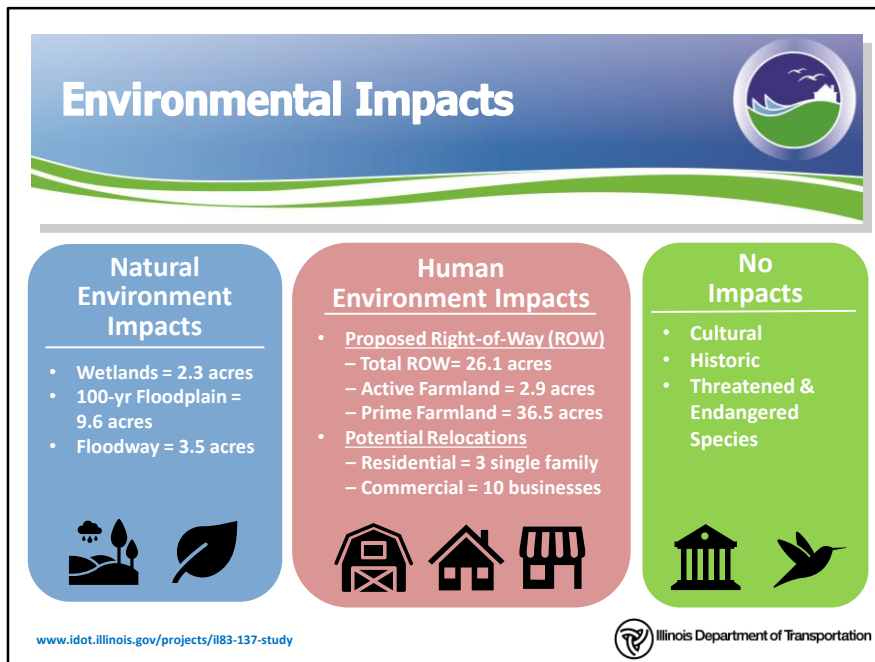 Environmental Impacts
Natural
Environment
Impacts
• Wetlands = 2.3 acres
• 100-yr Floodplain =
9.6 acres
• Floodway = 3.5 acres
Human
Environment Impacts
• Proposed Right-of-Way (ROW)
– Total ROW= 26.1 acres
– Active Farmland = 2.9 acres
– Prime Farmland = 36.5 acres
• Potential Relocations
– Residential = 3 single family
– Commercial = 10 businesses
No
Impacts
• Cultural
• Historic
• Threatened &
Endangered
Species
www.idot.illinois.gov/projects/il83-137-study
Illinois Department of Transportation